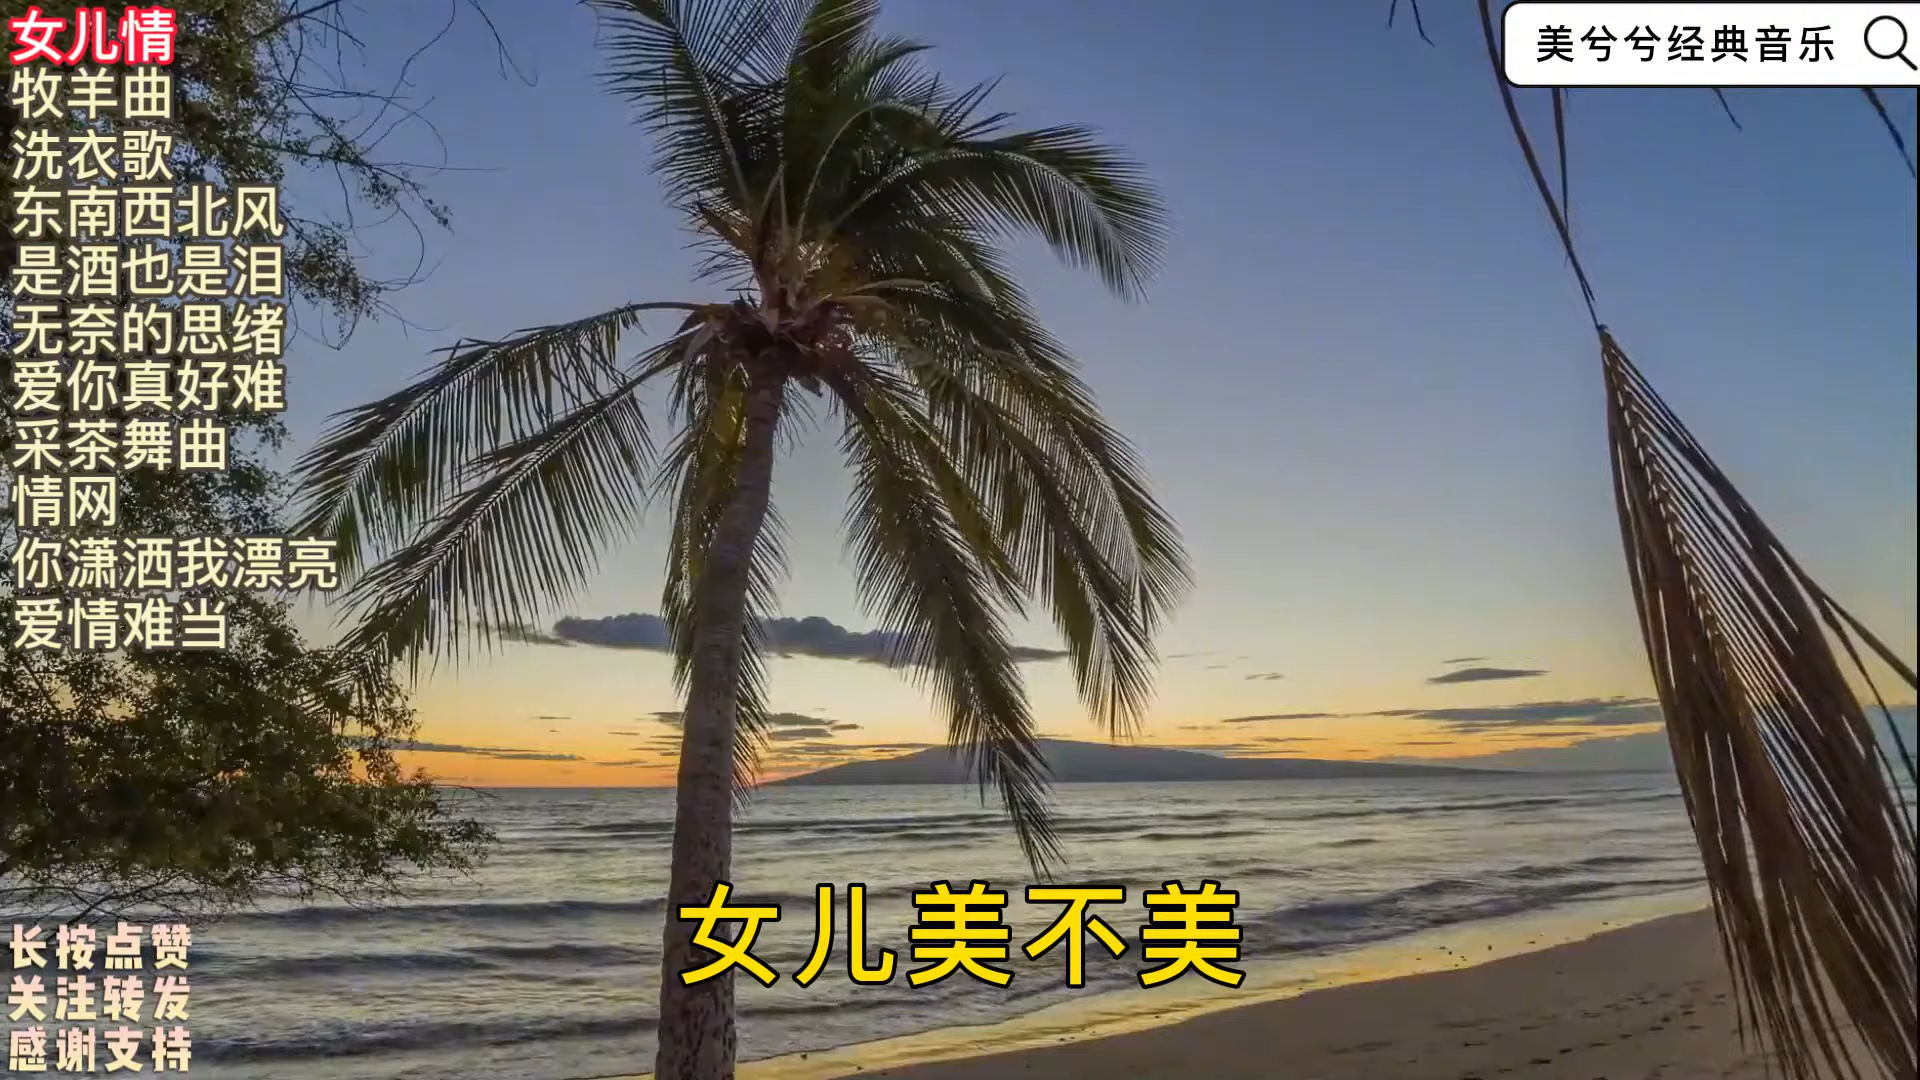 女儿情
牧羊曲
洗衣歌
东南西北风
是酒也是泪
无奈的思绪
爱你真好难
采茶舞曲
情网
你潇洒我漂亮
爱情难当
美兮兮经典音乐
女儿美不美
长按点赞
关注转发
感谢支持